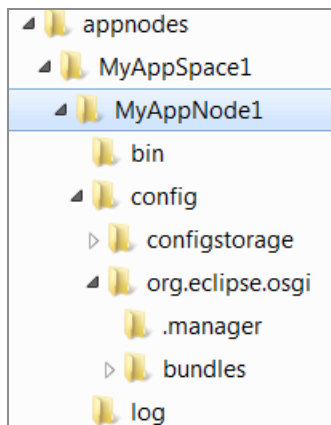 appnodes
MyAppSpace1
MyAppNode1
bin
config
configstorage
org.eclipse.osgi
.manager
bundles
log